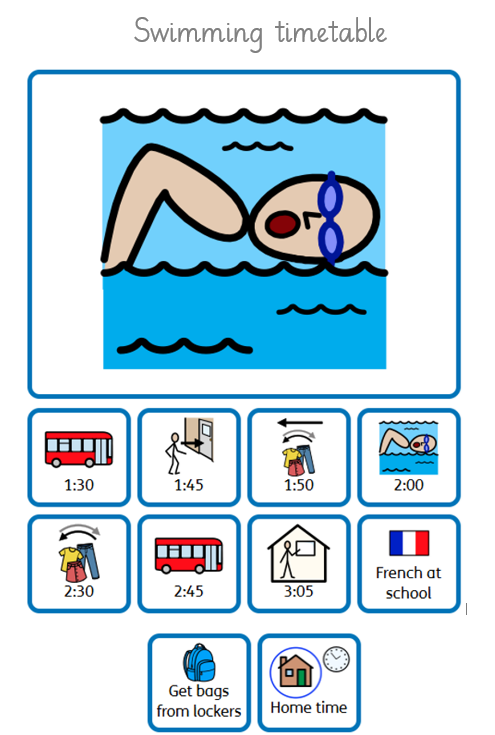 Swimming timetable
1:30
1:45
1:50
2:00
2:30
2:45
3:05
French at
school
Get bags
from lockers
Home time